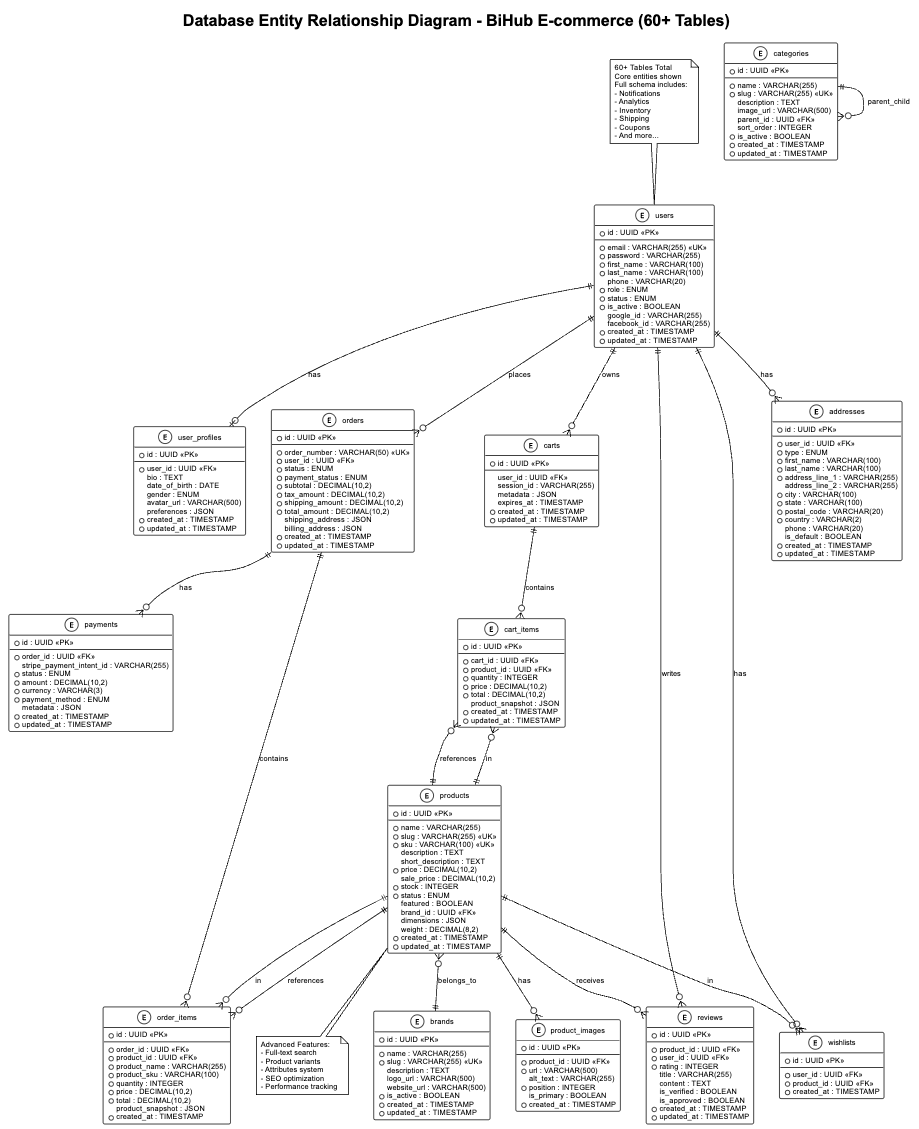 Database Entity Relationship Diagram - BiHub E-commerce (60+ Tables)
60+ Tables Total
Core entities shown
Full schema includes:
- Notifications
- Analytics
- Inventory
- Shipping
- Coupons
- And more...
E categories
id : UUID «PK»
name : VARCHAR(255)
slug : VARCHAR(255) «UK»
description : TEXT
image_url : VARCHAR(500)
parent_id : UUID «FK»
sort_order : INTEGER
is_active : BOOLEAN
created_at : TIMESTAMP
updated_at : TIMESTAMP
parent_child
E users
id : UUID «PK»
email : VARCHAR(255) «UK»
password : VARCHAR(255)
first_name : VARCHAR(100)
last_name : VARCHAR(100)
phone : VARCHAR(20)
role : ENUM
status : ENUM
is_active : BOOLEAN
google_id : VARCHAR(255)
facebook_id : VARCHAR(255)
created_at : TIMESTAMP
updated_at : TIMESTAMP
has
places
owns
has
E user_profiles
id : UUID «PK»
user_id : UUID «FK»
bio : TEXT
date_of_birth : DATE
gender : ENUM
avatar_url : VARCHAR(500)
preferences : JSON
created_at : TIMESTAMP
updated_at : TIMESTAMP
E orders
id : UUID «PK»
order_number : VARCHAR(50) «UK»
user_id : UUID «FK»
status : ENUM
payment_status : ENUM
subtotal : DECIMAL(10,2)
tax_amount : DECIMAL(10,2)
shipping_amount : DECIMAL(10,2)
total_amount : DECIMAL(10,2)
shipping_address : JSON
billing_address : JSON
created_at : TIMESTAMP
updated_at : TIMESTAMP
E carts
id : UUID «PK»
user_id : UUID «FK»
session_id : VARCHAR(255)
metadata : JSON
expires_at : TIMESTAMP
created_at : TIMESTAMP
updated_at : TIMESTAMP
E addresses
id : UUID «PK»
user_id : UUID «FK»
type : ENUM
first_name : VARCHAR(100)
last_name : VARCHAR(100)
address_line_1 : VARCHAR(255)
address_line_2 : VARCHAR(255)
city : VARCHAR(100)
state : VARCHAR(100)
postal_code : VARCHAR(20)
country : VARCHAR(2)
phone : VARCHAR(20)
is_default : BOOLEAN
created_at : TIMESTAMP
updated_at : TIMESTAMP
has
contains
E payments
id : UUID «PK»
order_id : UUID «FK»
stripe_payment_intent_id : VARCHAR(255)
status : ENUM
amount : DECIMAL(10,2)
currency : VARCHAR(3)
payment_method : ENUM
metadata : JSON
created_at : TIMESTAMP
updated_at : TIMESTAMP
E cart_items
id : UUID «PK»
cart_id : UUID «FK»
product_id : UUID «FK»
quantity : INTEGER
price : DECIMAL(10,2)
total : DECIMAL(10,2)
product_snapshot : JSON
created_at : TIMESTAMP
updated_at : TIMESTAMP
writes
has
contains
references
in
E products
id : UUID «PK»
name : VARCHAR(255)
slug : VARCHAR(255) «UK»
sku : VARCHAR(100) «UK»
description : TEXT
short_description : TEXT
price : DECIMAL(10,2)
sale_price : DECIMAL(10,2)
stock : INTEGER
status : ENUM
featured : BOOLEAN
brand_id : UUID «FK»
dimensions : JSON
weight : DECIMAL(8,2)
created_at : TIMESTAMP
updated_at : TIMESTAMP
in
references
belongs_to
has
receives
in
E order_items
id : UUID «PK»
order_id : UUID «FK»
product_id : UUID «FK»
product_name : VARCHAR(255)
product_sku : VARCHAR(100)
quantity : INTEGER
price : DECIMAL(10,2)
total : DECIMAL(10,2)
product_snapshot : JSON
created_at : TIMESTAMP
Advanced Features:
- Full-text search
- Product variants
- Attributes system
- SEO optimization
- Performance tracking
E brands
id : UUID «PK»
name : VARCHAR(255)
slug : VARCHAR(255) «UK»
description : TEXT
logo_url : VARCHAR(500)
website_url : VARCHAR(500)
is_active : BOOLEAN
created_at : TIMESTAMP
updated_at : TIMESTAMP
E product_images
id : UUID «PK»
product_id : UUID «FK»
url : VARCHAR(500)
alt_text : VARCHAR(255)
position : INTEGER
is_primary : BOOLEAN
created_at : TIMESTAMP
E reviews
id : UUID «PK»
product_id : UUID «FK»
user_id : UUID «FK»
rating : INTEGER
title : VARCHAR(255)
content : TEXT
is_verified : BOOLEAN
is_approved : BOOLEAN
created_at : TIMESTAMP
updated_at : TIMESTAMP
E wishlists
id : UUID «PK»
user_id : UUID «FK»
product_id : UUID «FK»
created_at : TIMESTAMP